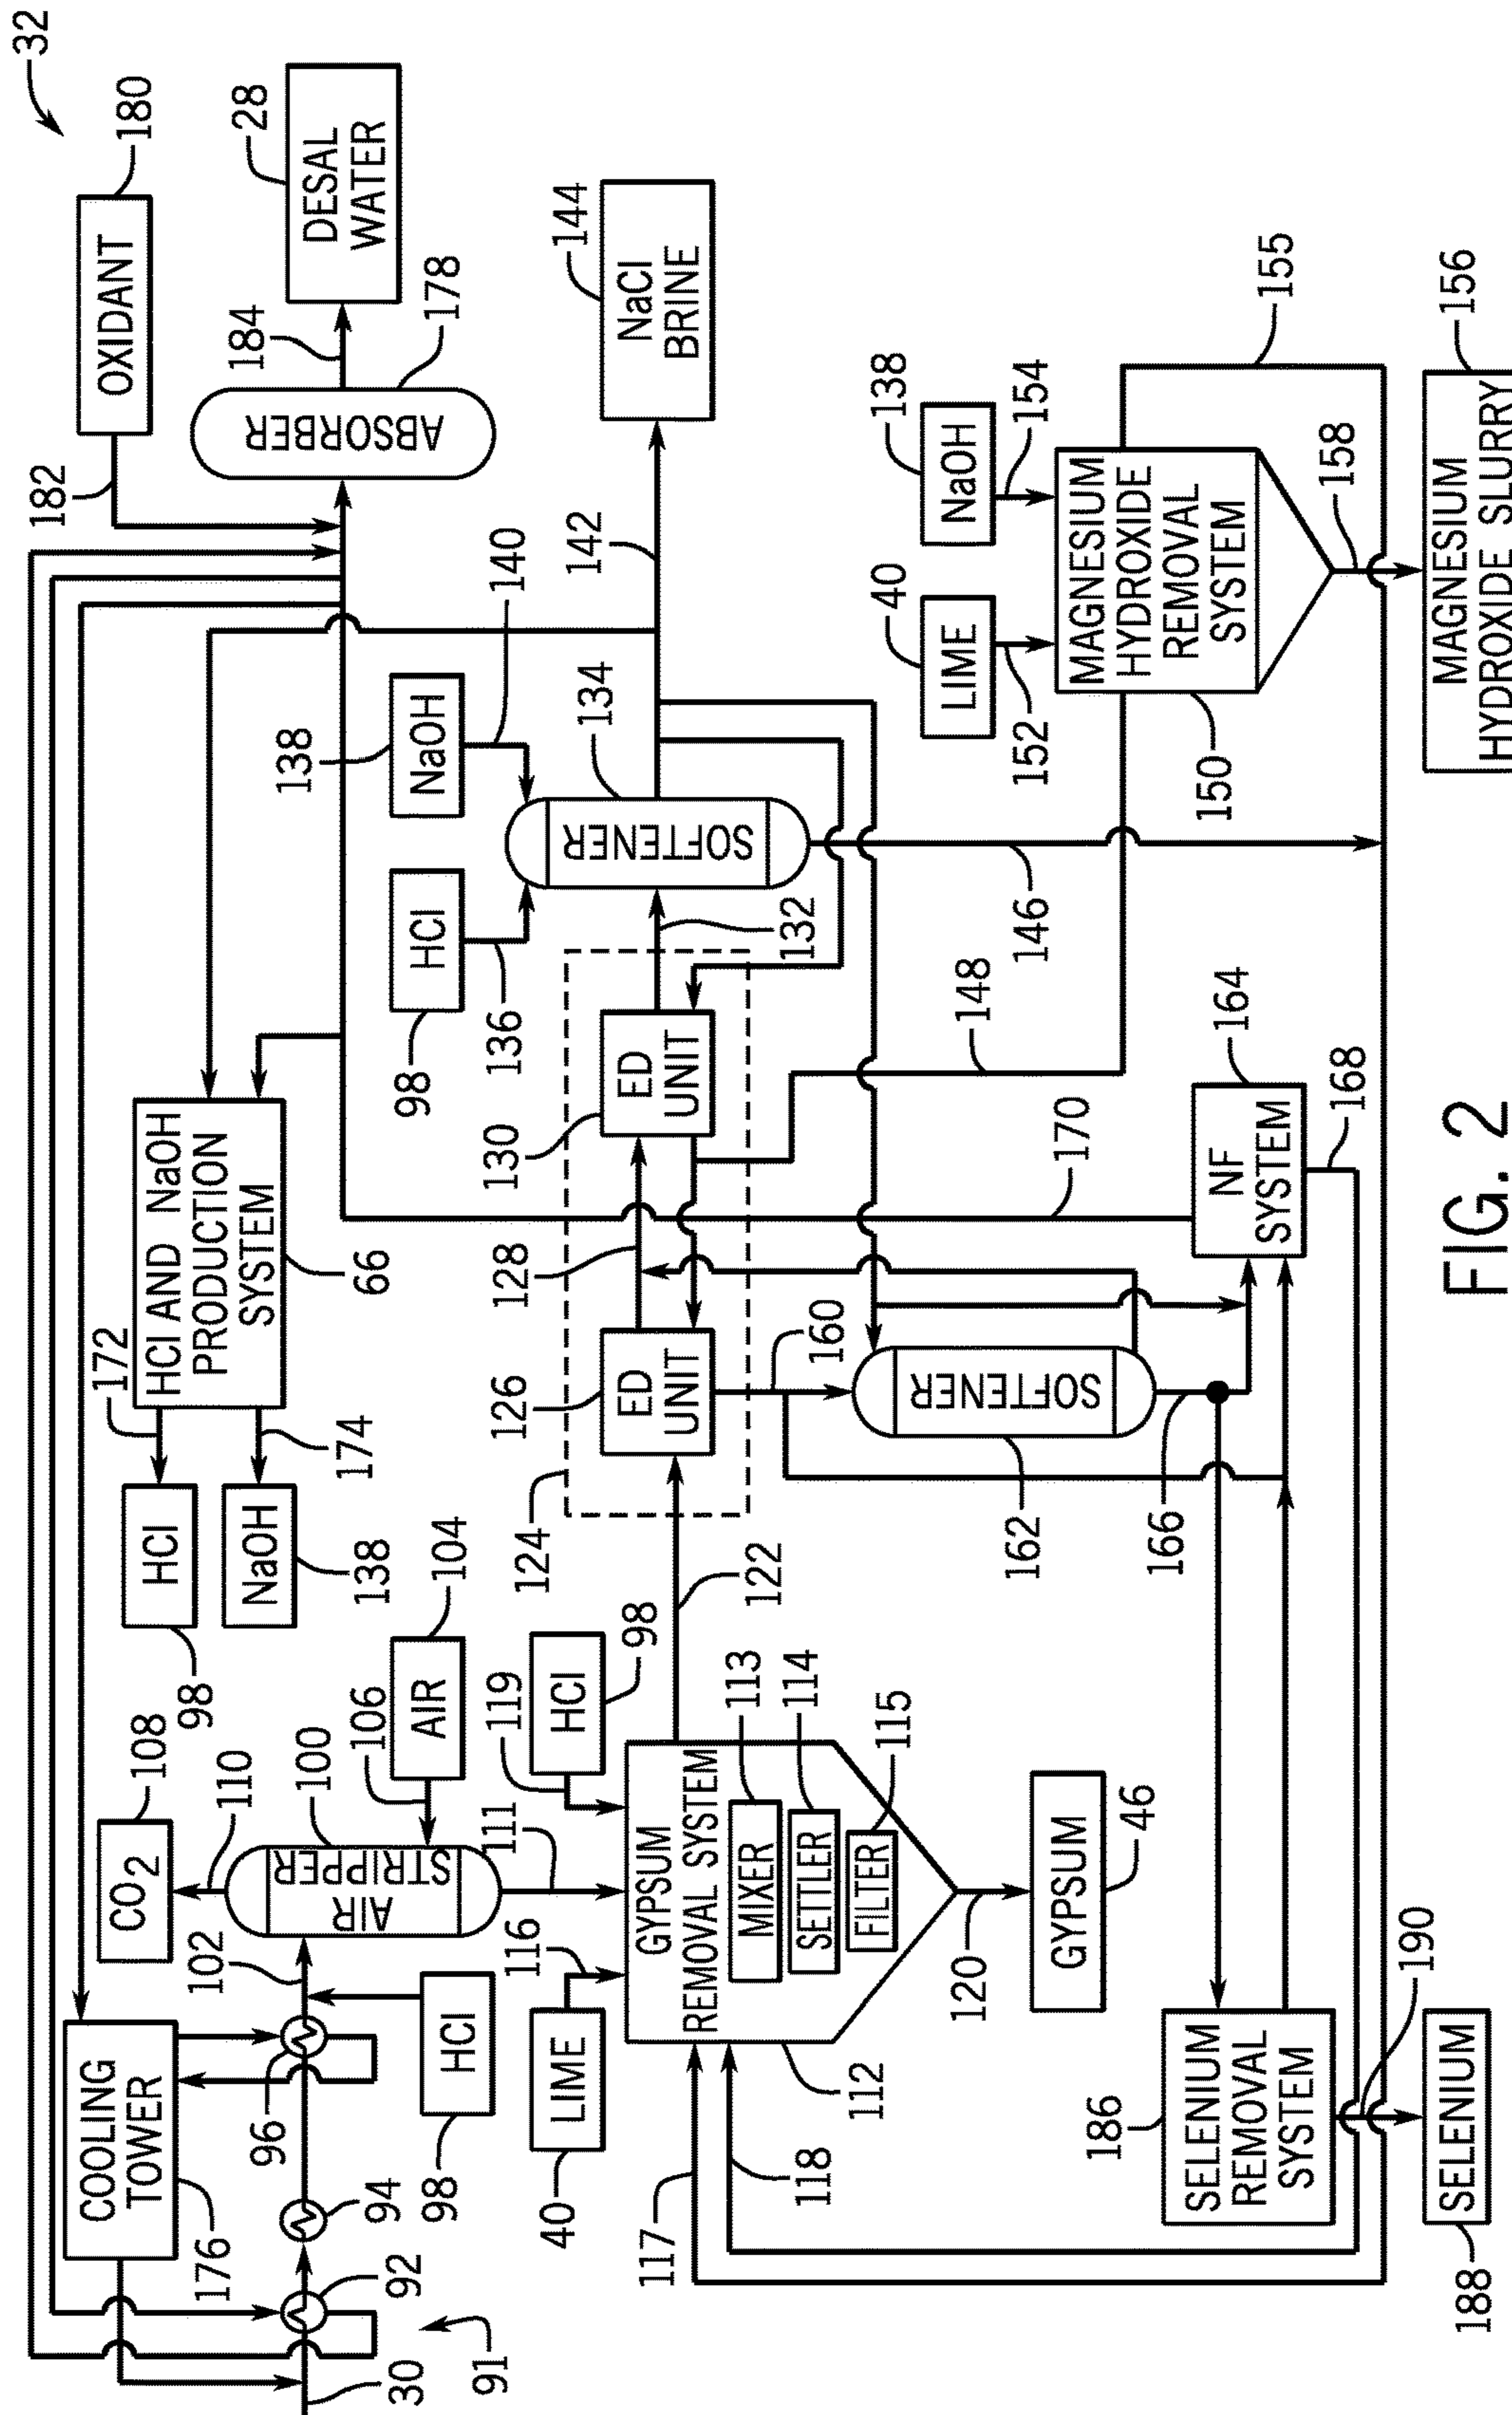 32
OXIDANT
180
182
DESAL
WATER
28
184
ABSORBER
178
NaCl
BRINE
144
142
HCl AND NaOH
PRODUCTION
SYSTEM
66
172
HCl
98
174
NaOH
138
COOLING
TOWER
176
CO2
108
110
AIR
STRIPPER
100
102
AIR
104
106
111
30
91
92
94
96
HCl
98
LIME
40
116
HCl
98
119
GYPSUM
REMOVAL SYSTEM
MIXER
113
SETTLER
114
FILTER
115
112
117
118
120
GYPSUM
46
122
124
ED
UNIT
126
128
ED
UNIT
130
132
HCl
98
136
NaOH
138
140
SOFTENER
134
146
148
160
SOFTENER
162
166
NF
SYSTEM
164
168
170
LIME
40
152
NaOH
138
154
MAGNESIUM
HYDROXIDE
REMOVAL
SYSTEM
150
155
158
MAGNESIUM
HYDROXIDE SLURRY
156
SELENIUM
REMOVAL
SYSTEM
186
190
SELENIUM
188
FIG. 2